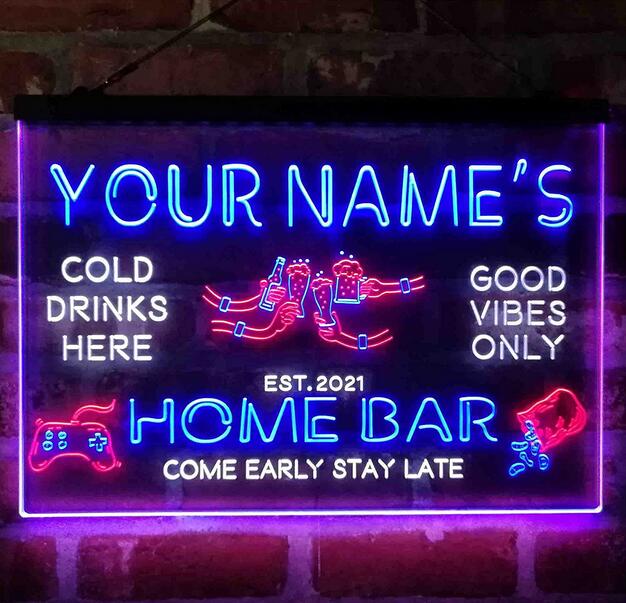 YOUR NAME'S
COLD
DRINKS
HERE
GOOD
VIBES
ONLY
EST. 2021
HOME BAR
COME EARLY STAY LATE